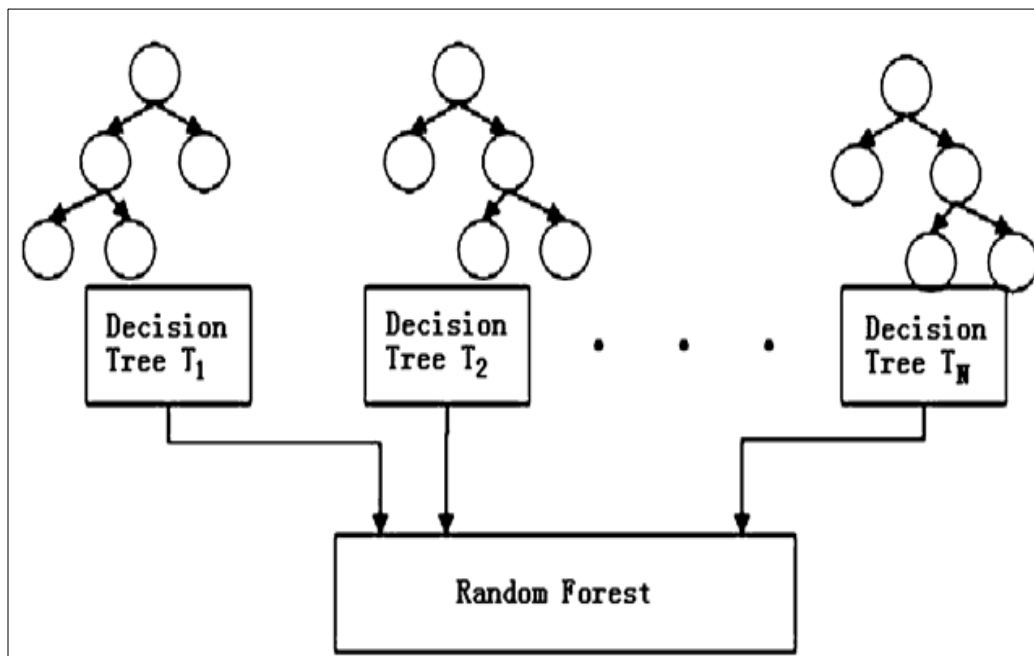 Decision
Tree T1
Decision
Tree T2
Decision
Tree TN
Random Forest